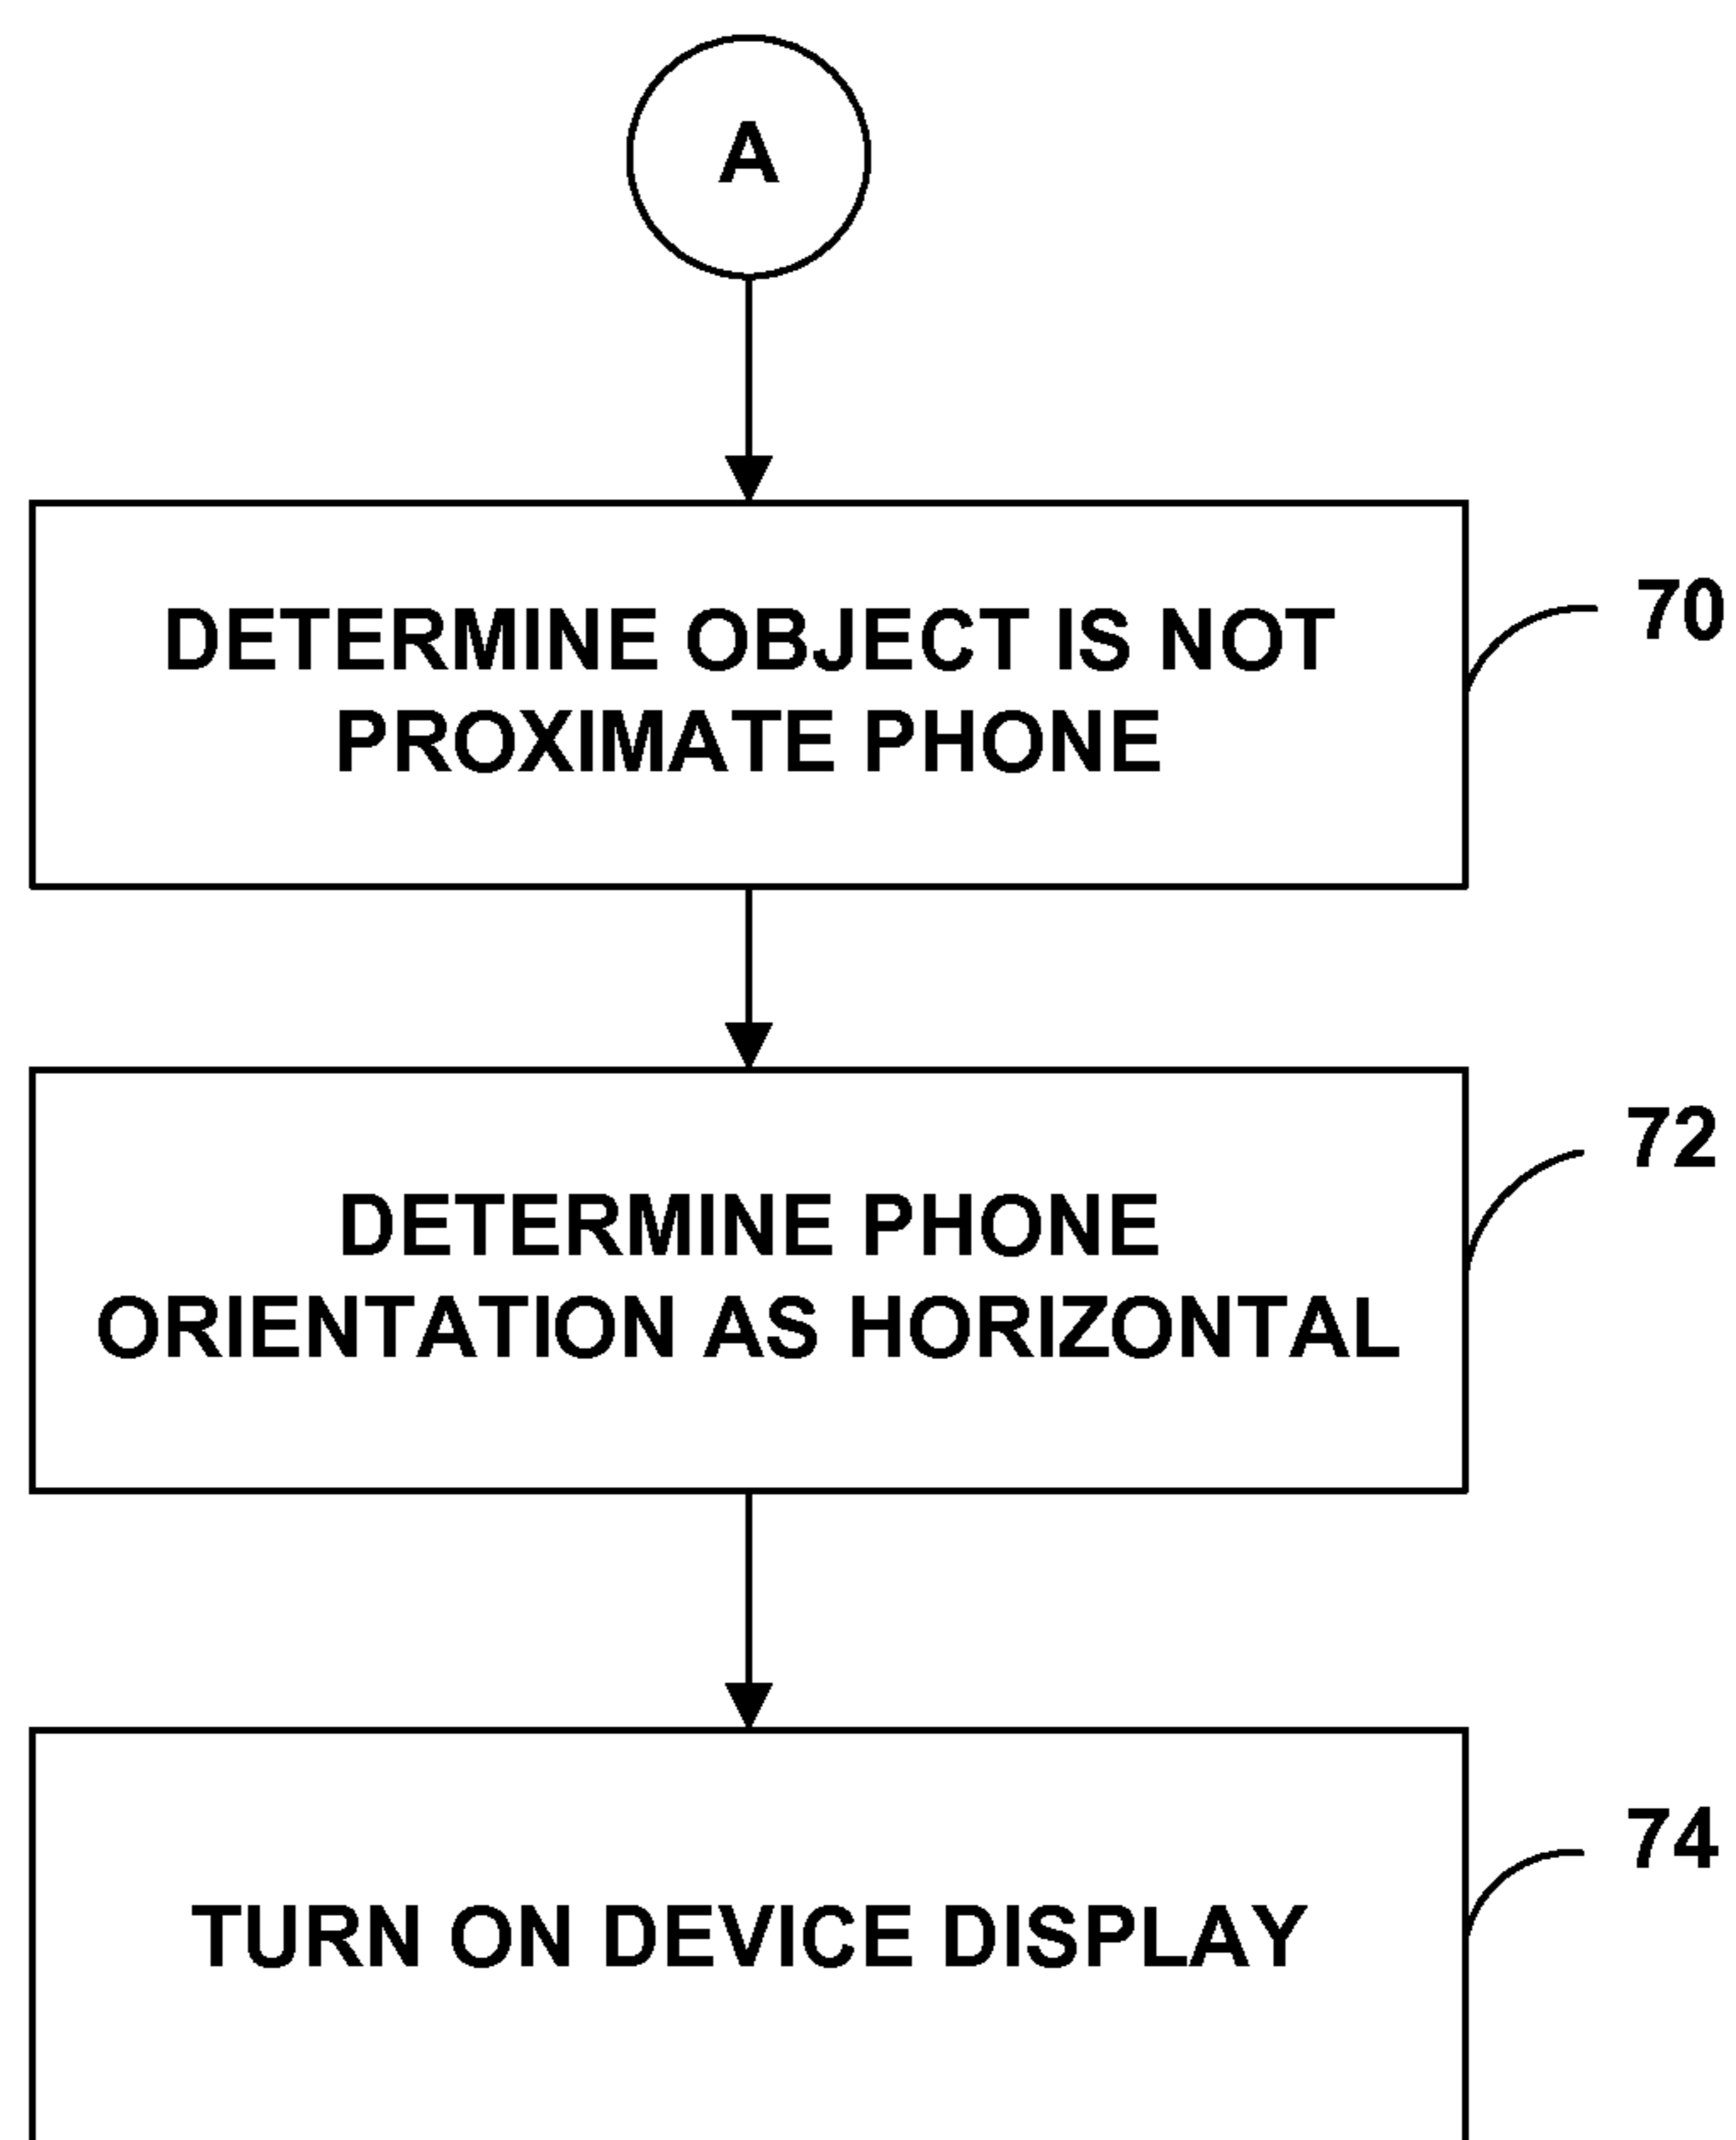 A
DETERMINE OBJECT IS NOT
PROXIMATE PHONE
70
DETERMINE PHONE
ORIENTATION AS HORIZONTAL
72
TURN ON DEVICE DISPLAY
74